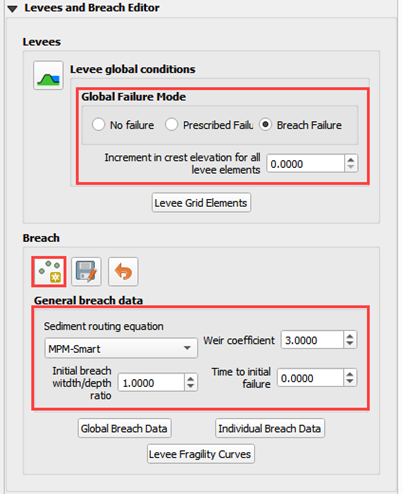 Levees and Breach Editor
Levees
Levee global conditions
Global Failure Mode
No failure
Prescribed Failu
Breach Failure
Increment in crest elevation for all
levee elements
0.0000
Levee Grid Elements
Breach
General breach data
Sediment routing equation
MPM-Smart
Weir coefficient
3.0000
Initial breach
witdth/depth
ratio
1.0000
Time to initial
failure
0.0000
Global Breach Data
Individual Breach Data
Levee Fragility Curves